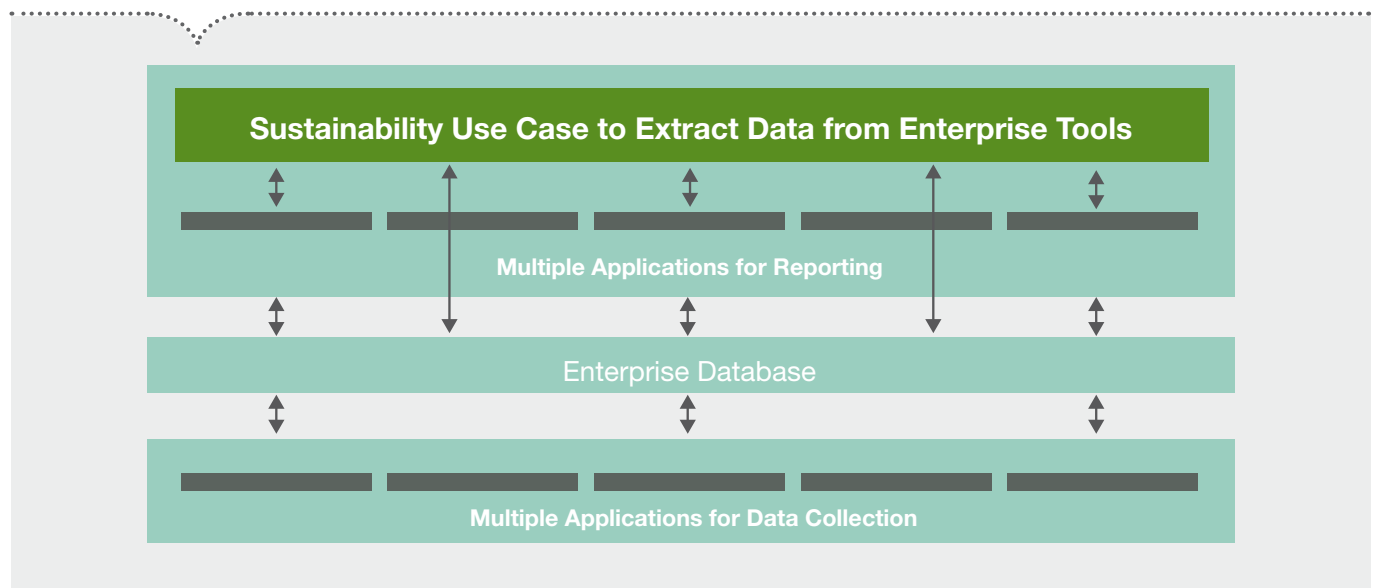 Sustainability Use Case to Extract Data from Enterprise Tools
Multiple Applications for Reporting
Enterprise Database
Multiple Applications for Data Collection